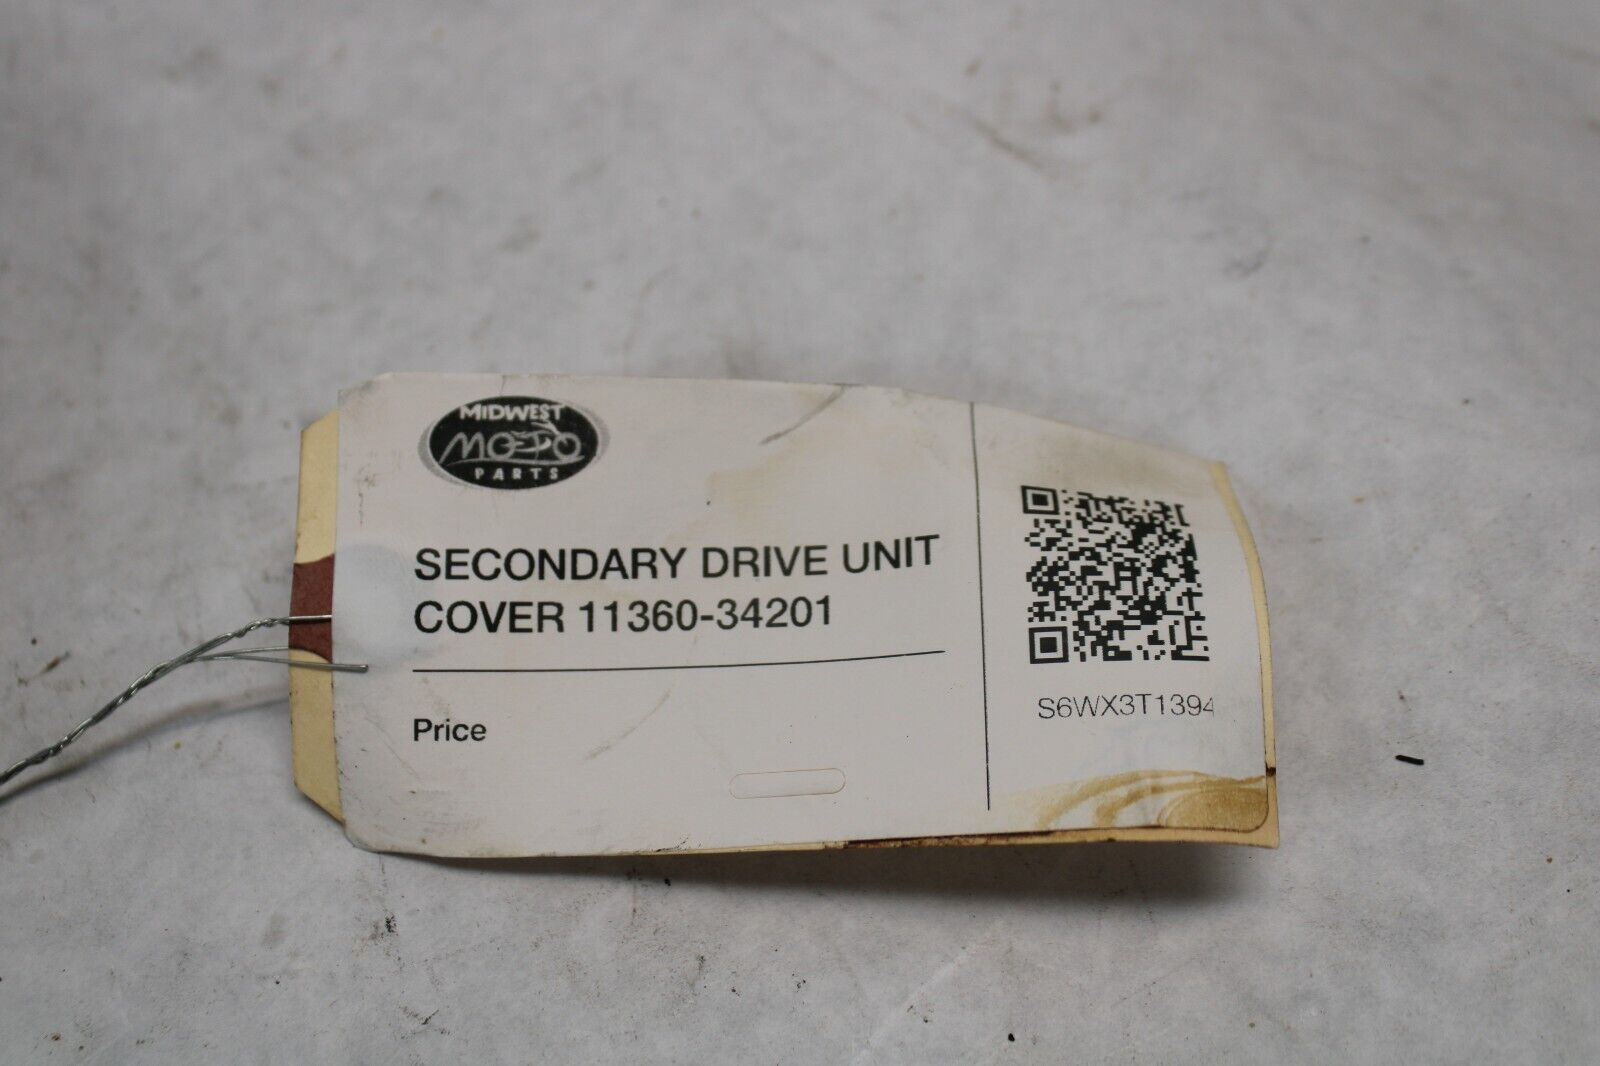 MIDWEST
MOTO
PARTS
SECONDARY DRIVE UNIT
COVER 11360-34201
Price
S6WX3T1394